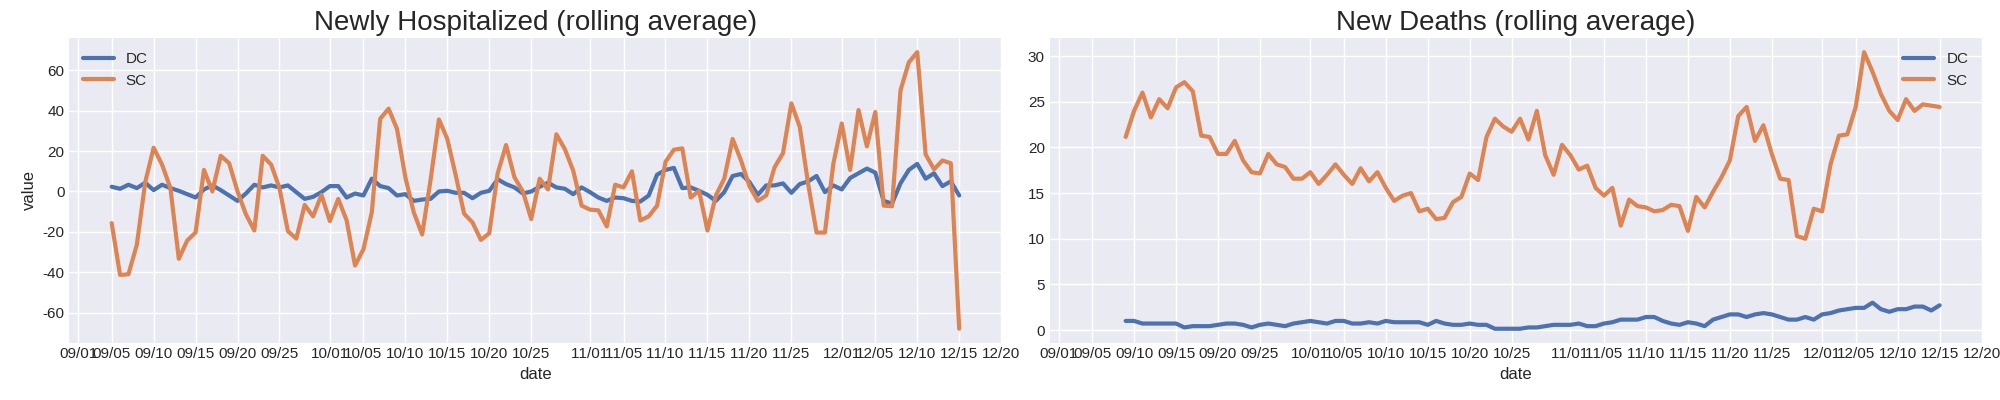 Newly Hospitalized (rolling average)
DC
SC
60
40
20
0
-20
-40
-60
value
09/01 09/05 09/10 09/15 09/20 09/25 10/01 10/05 10/10 10/15 10/20 10/25 11/01 11/05 11/10 11/15 11/20 11/25 12/01 12/05 12/10 12/15 12/20
date
New Deaths (rolling average)
DC
SC
30
25
20
15
10
5
0
09/01 09/05 09/10 09/15 09/20 09/25 10/01 10/05 10/10 10/15 10/20 10/25 11/01 11/05 11/10 11/15 11/20 11/25 12/01 12/05 12/10 12/15 12/20
date